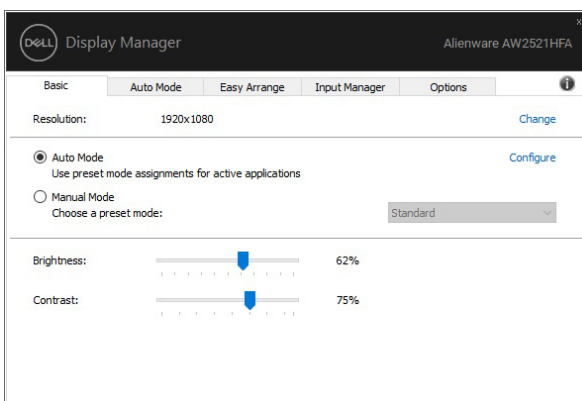 DELL Display Manager Alienware AW2521HFA
Basic Auto Mode Easy Arrange Input Manager Options
Resolution: 1920x1080 Change
Auto Mode Configure
Use preset mode assignments for active applications
Manual Mode
Choose a preset mode: Standard
Brightness: 62%
Contrast: 75%